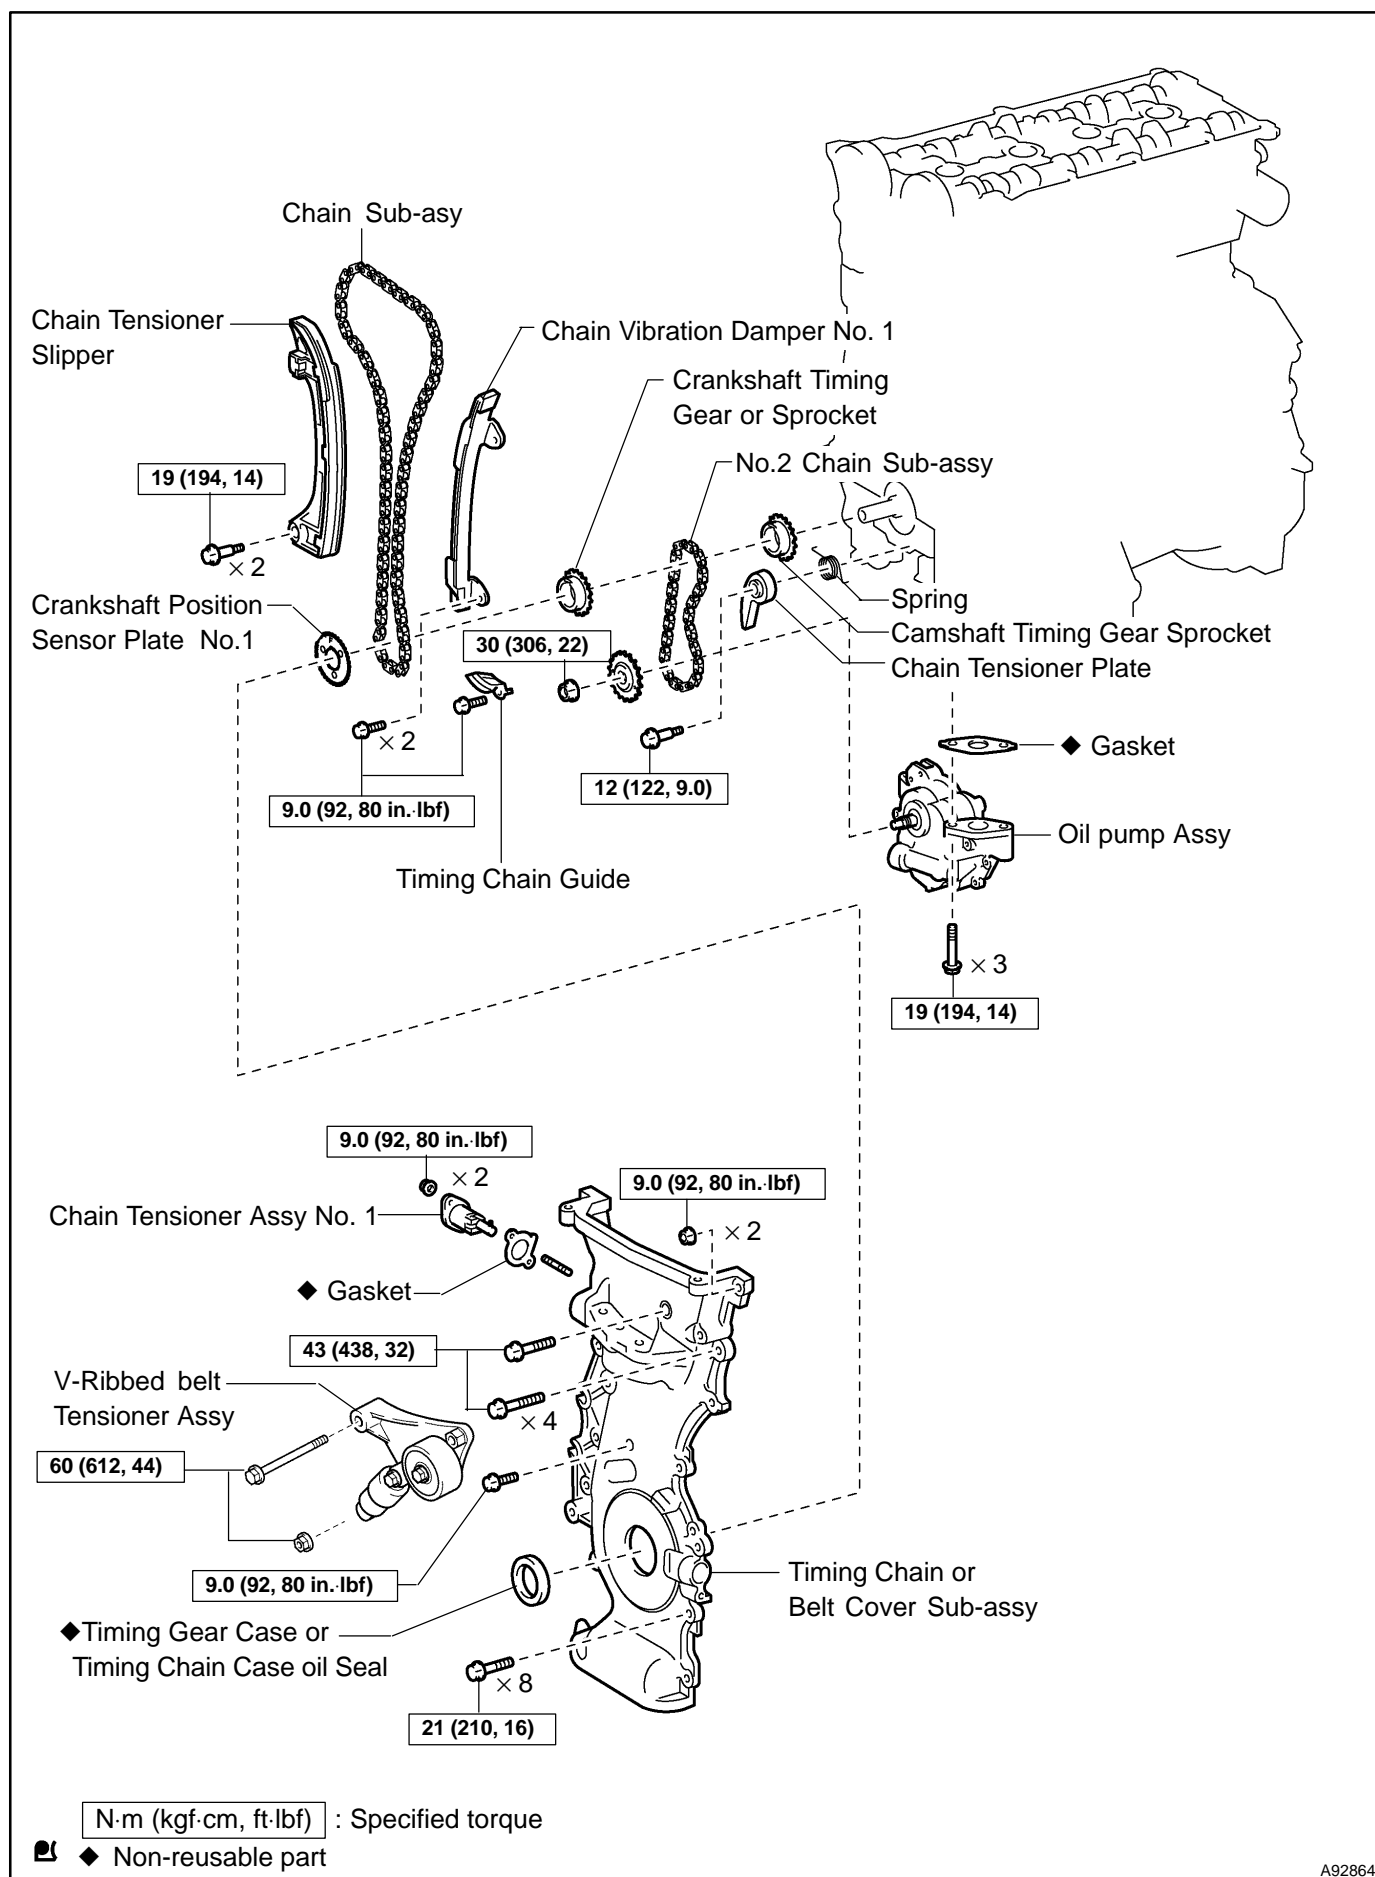 Chain Sub-asy
Chain Tensioner
Slipper
Chain Vibration Damper No. 1
Crankshaft Timing
Gear or Sprocket
No.2 Chain Sub-assy
19 (194, 14)
× 2
Crankshaft Position
Sensor Plate No.1
30 (306, 22)
Spring
Camshaft Timing Gear Sprocket
Chain Tensioner Plate
× 2
◆ Gasket
9.0 (92, 80 in.·lbf)
12 (122, 9.0)
Oil pump Assy
Timing Chain Guide
× 3
19 (194, 14)
9.0 (92, 80 in.·lbf)
× 2
9.0 (92, 80 in.·lbf)
× 2
Chain Tensioner Assy No. 1
◆ Gasket
43 (438, 32)
V-Ribbed belt
Tensioner Assy
× 4
60 (612, 44)
9.0 (92, 80 in.·lbf)
Timing Chain or
Belt Cover Sub-assy
◆Timing Gear Case or
Timing Chain Case oil Seal
× 8
21 (210, 16)
N·m (kgf·cm, ft·lbf) : Specified torque
◆ Non-reusable part
A92864